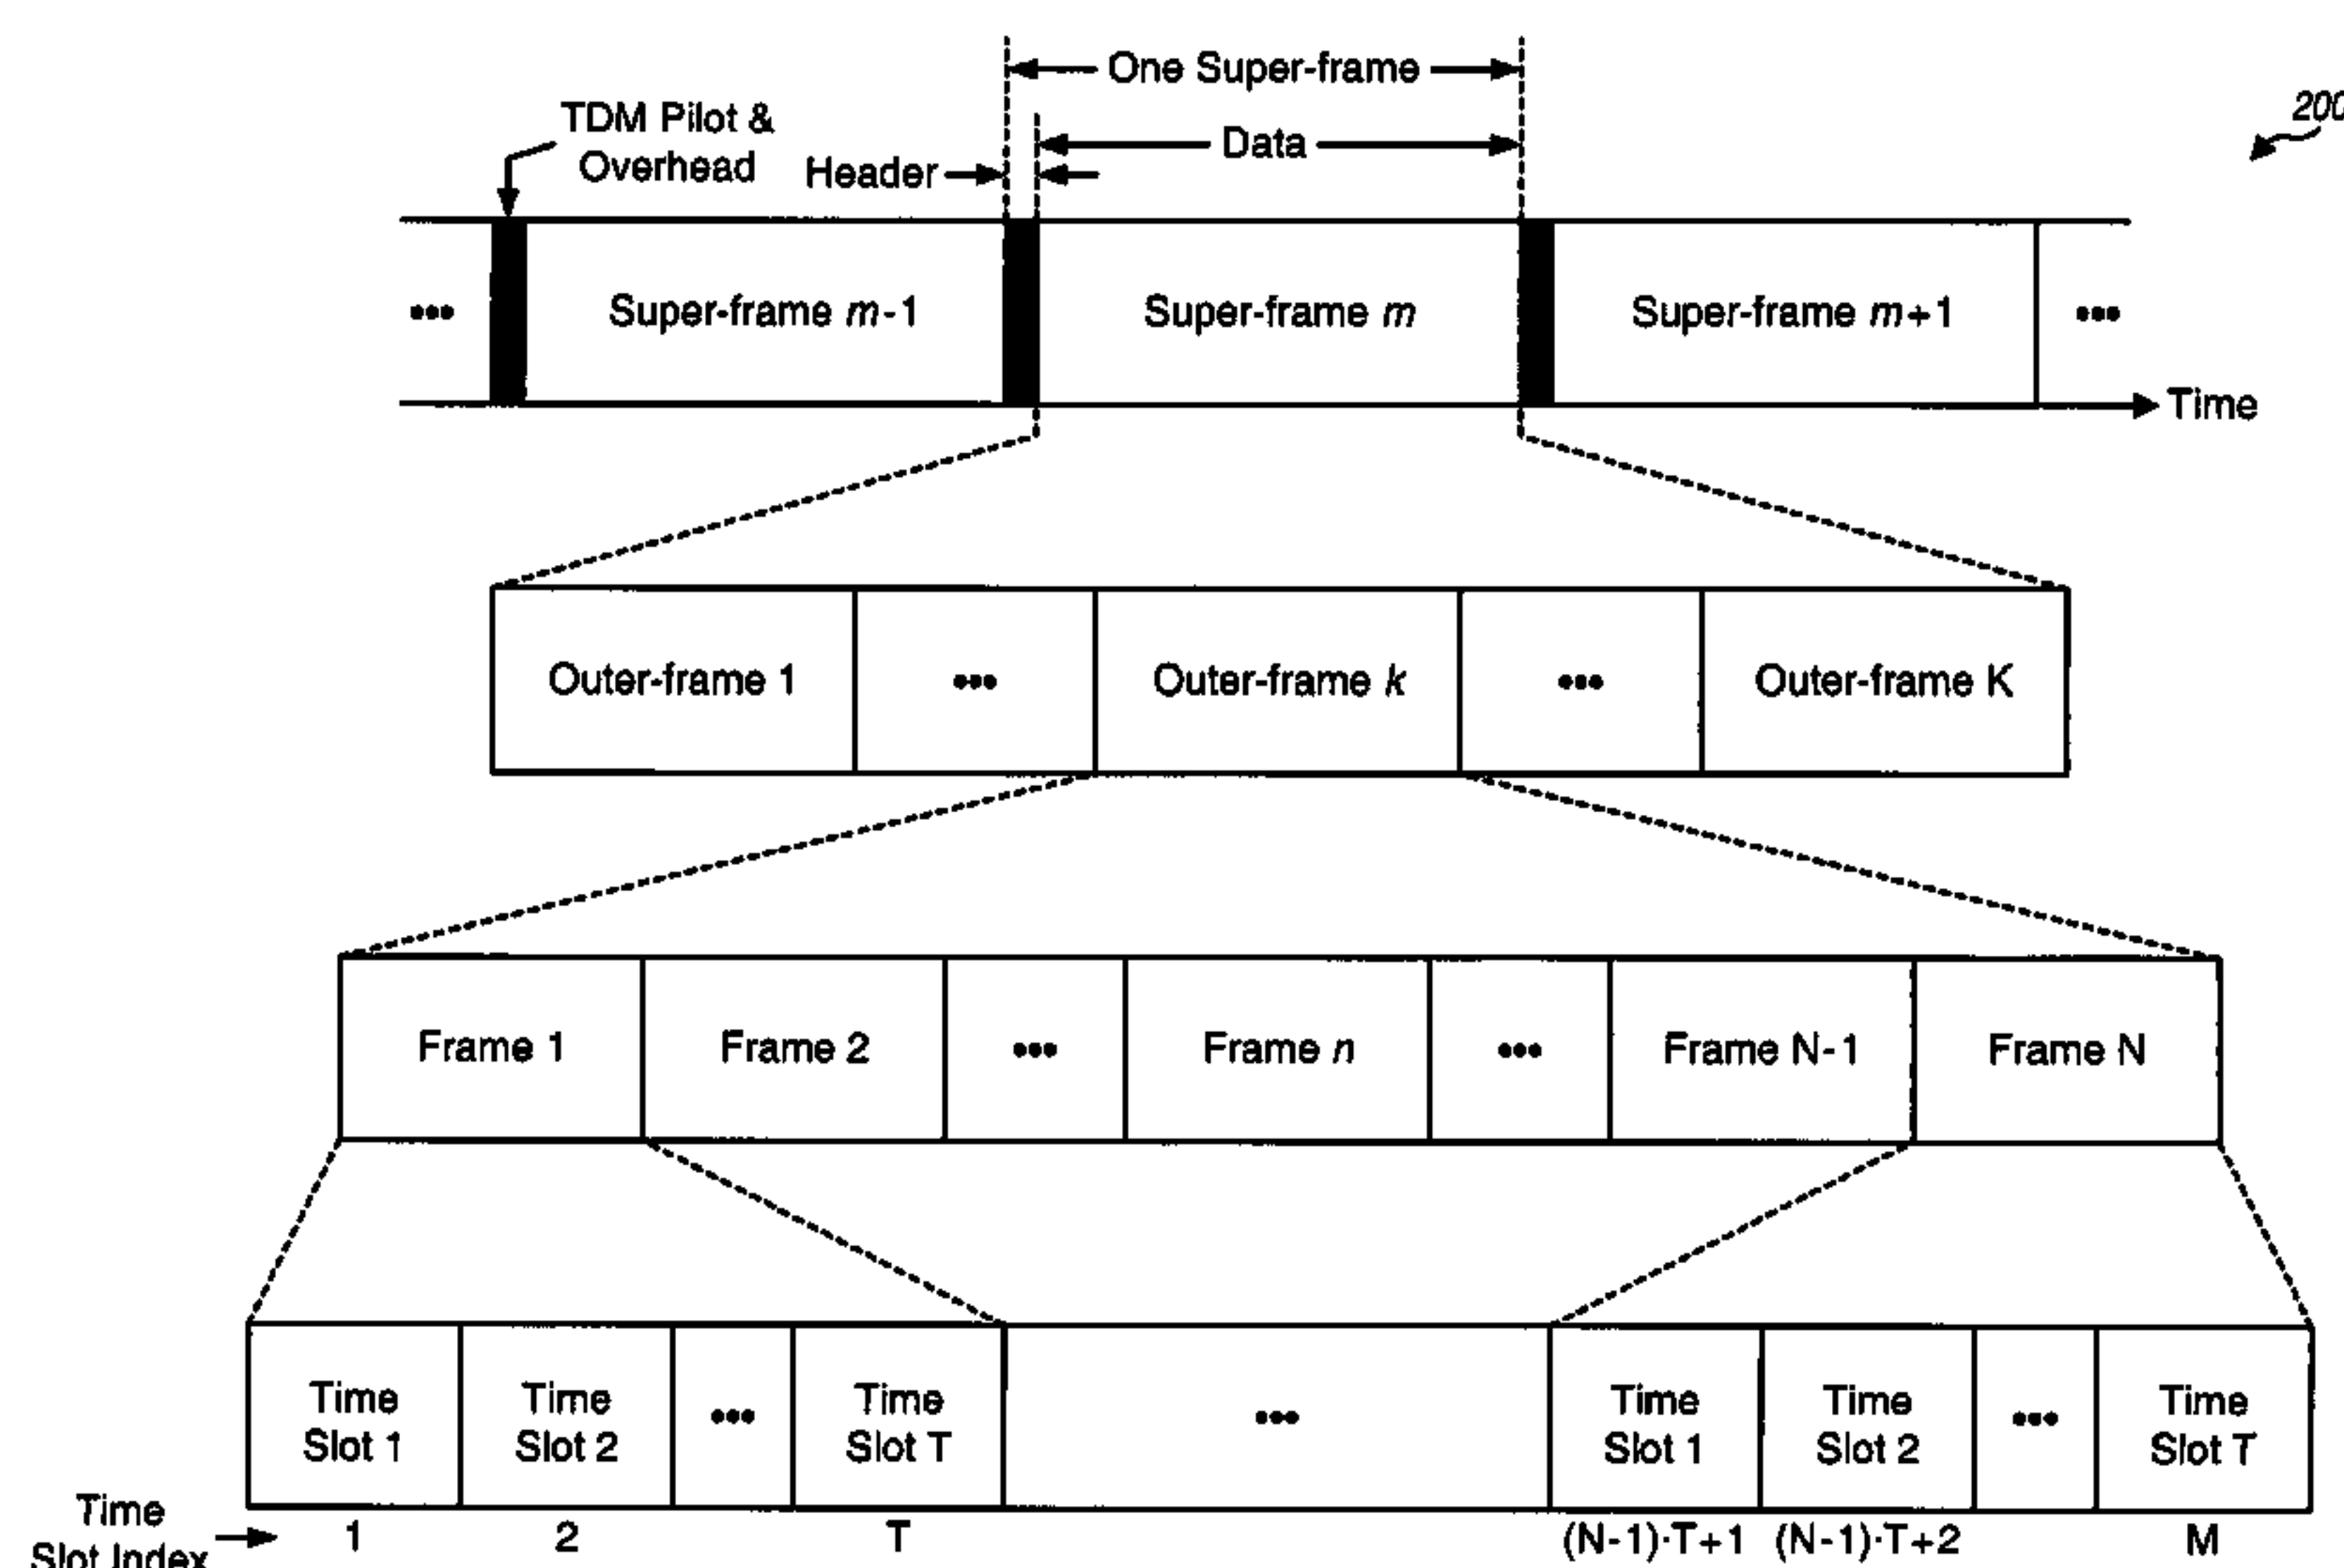 One Super-frame
200
TDM Pilot &
Overhead
Data
Header
••• Super-frame m-1 Super-frame m Super-frame m+1 •••
Time
Outer-frame 1 ••• Outer-frame k ••• Outer-frame K
Frame 1 Frame 2 ••• Frame n ••• Frame N-1 Frame N
Time Time Time Time Time Time
Slot 1 Slot 2 ••• Slot T ••• Slot 1 Slot 2 ••• Slot T
Time
Slot Index 1 2 T (N-1)·T+1 (N-1)·T+2 M